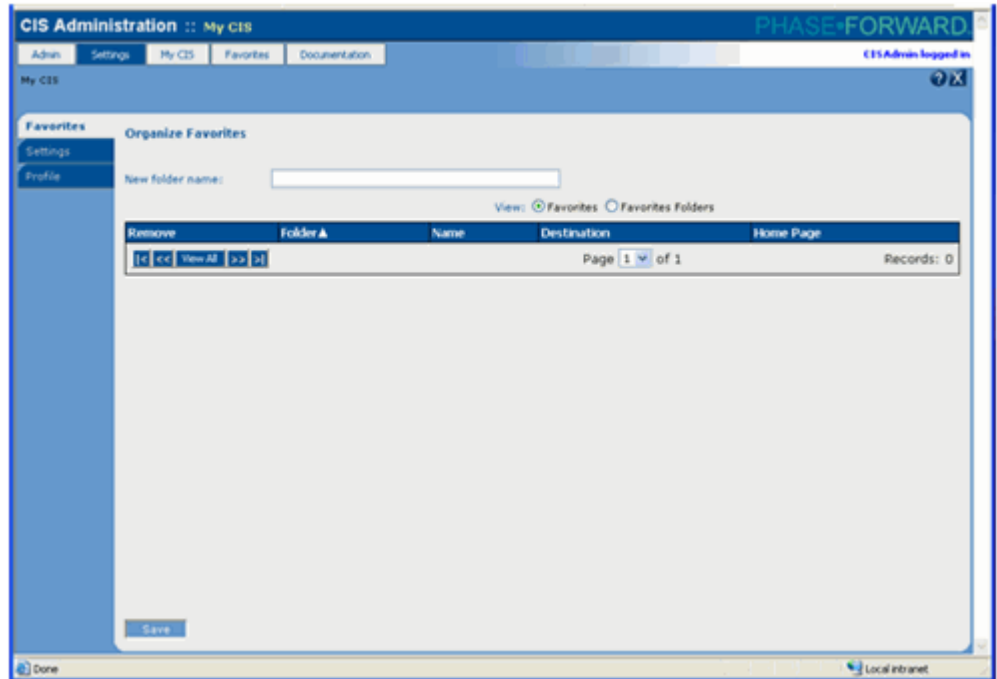 CIS Administration :: My CIS PHASE FORWARD
Admin Settings My CIS Favorites Documentation CISAdmin logged in
My CIS ? X
Favorites
Organize Favorites
Settings
Profile
New folder name:
View: Favorites Favorites Folders
Remove Folder▲ Name Destination Home Page
|< << View All >> >| Page 1 of 1 Records: 0
Save
Done Local intranet